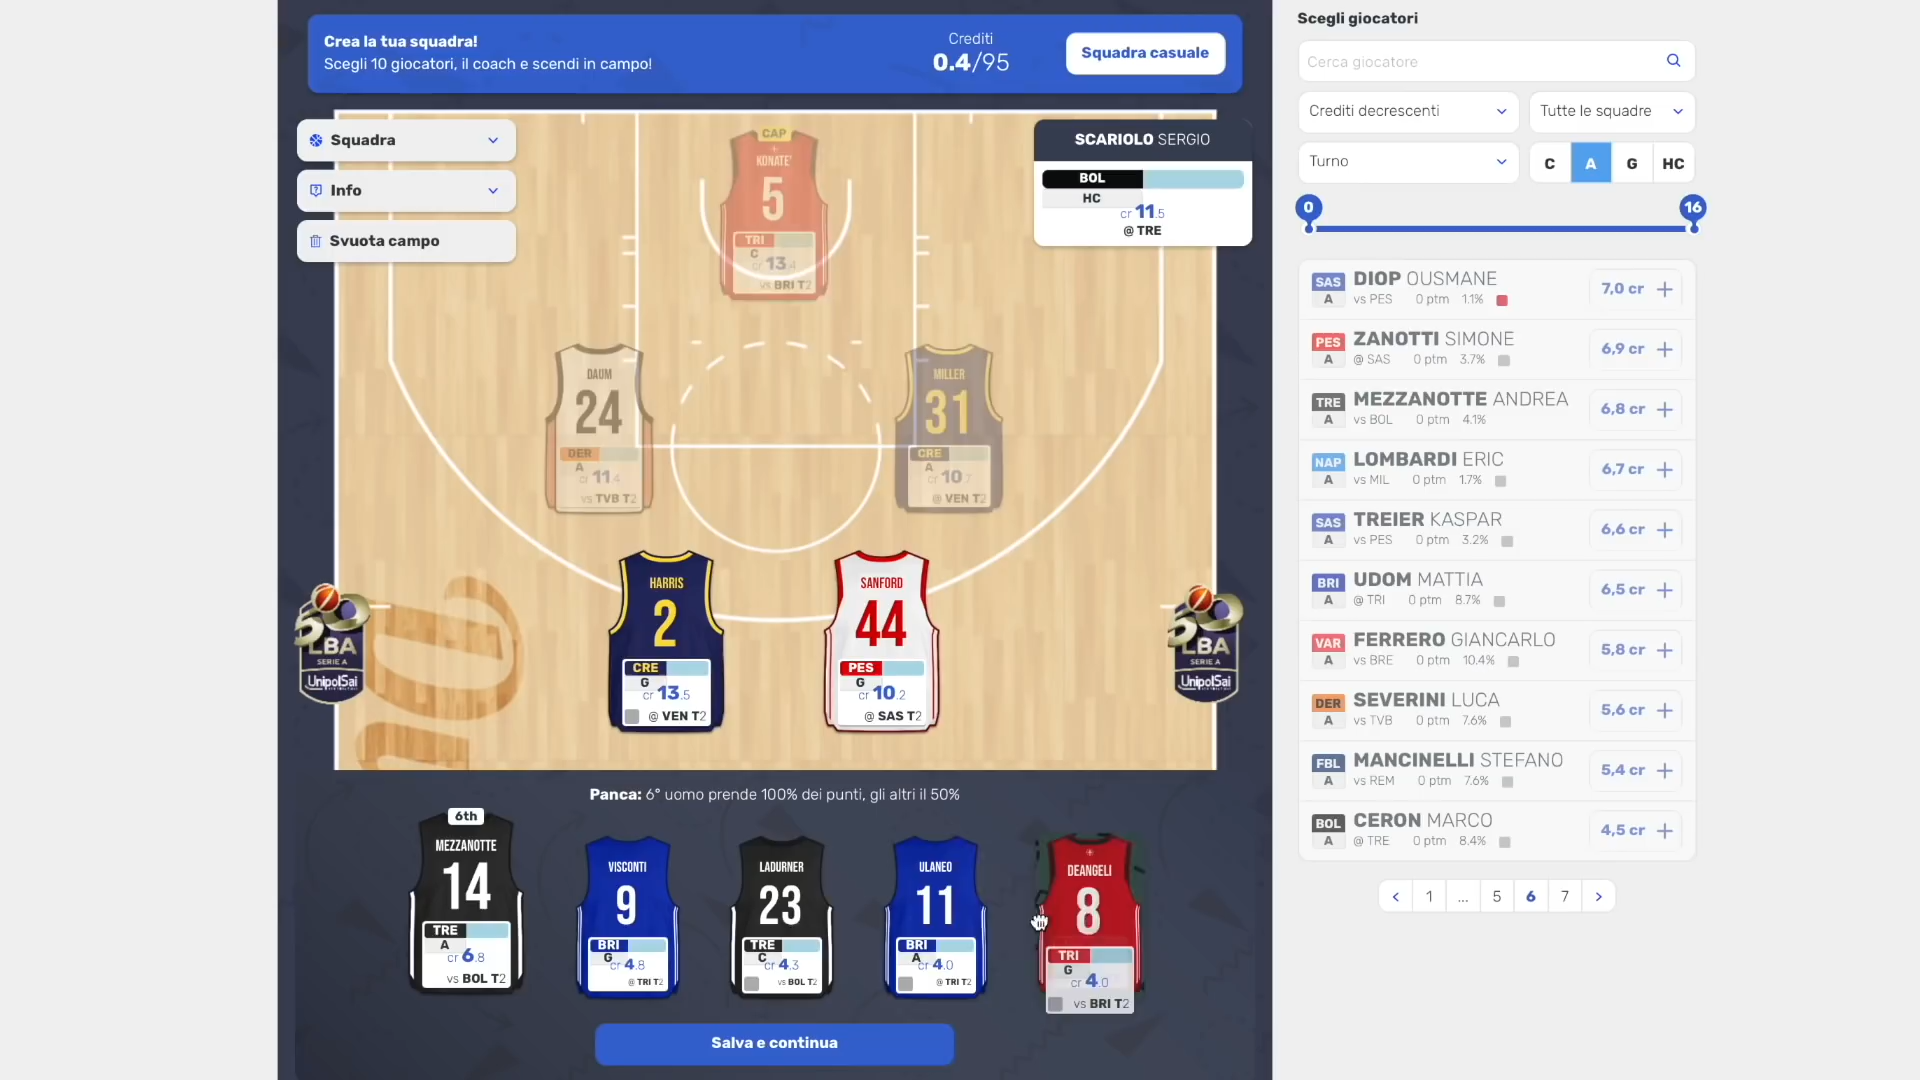 Crea la tua squadra!
Scegli 10 giocatori, il coach e scendi in campo!
Crediti
0.4/95
Squadra casuale
Squadra
Info
Svuota campo
CAP
KONATE'
5
TRI
C
cr 13.4
vs BRI T2
SCARIOLO SERGIO
BOL
HC
cr 11.5
@ TRE
DAUM
24
DER
A
cr 11.4
vs TVB T2
MILLER
31
CRE
A
cr 10.7
@ VEN T2
HARRIS
2
CRE
G
cr 13.5
@ VEN T2
SANFORD
44
PES
G
cr 10.2
@ SAS T2
LBA
SERIE A
UnipolSai
LBA
SERIE A
UnipolSai
Panca: 6° uomo prende 100% dei punti, gli altri il 50%
6th
MEZZANOTTE
14
TRE
A
cr 6.8
vs BOL T2
VISCONTI
9
BRI
G
cr 4.8
@ TRI T2
LADURNER
23
TRE
C
cr 4.3
vs BOL T2
ULANEO
11
BRI
A
cr 4.0
@ TRI T2
DEANGELI
8
TRI
G
cr 4.0
vs BRI T2
Salva e continua
Scegli giocatori
Cerca giocatore
Crediti decrescenti
Tutte le squadre
Turno
C A G HC
0 16
SAS DIOP OUSMANE 7,0 cr +
A vs PES 0 ptm 1.1%
PES ZANOTTI SIMONE 6,9 cr +
A @ SAS 0 ptm 3.7%
TRE MEZZANOTTE ANDREA 6,8 cr +
A vs BOL 0 ptm 4.1%
NAP LOMBARDI ERIC 6,7 cr +
A vs MIL 0 ptm 1.7%
SAS TREIER KASPAR 6,6 cr +
A vs PES 0 ptm 3.2%
BRI UDOM MATTIA 6,5 cr +
A @ TRI 0 ptm 8.7%
VAR FERRERO GIANCARLO 5,8 cr +
A vs BRE 0 ptm 10.4%
DER SEVERINI LUCA 5,6 cr +
A vs TVB 0 ptm 7.6%
FBL MANCINELLI STEFANO 5,4 cr +
A vs REM 0 ptm 7.6%
BOL CERON MARCO 4,5 cr +
A @ TRE 0 ptm 8.4%
< 1 ... 5 6 7 >